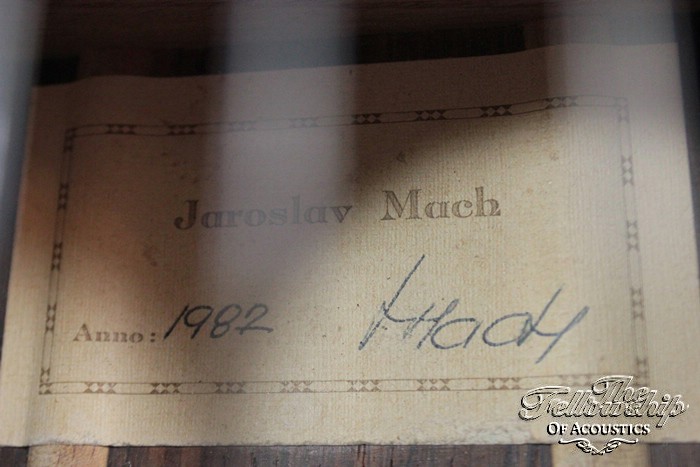 Jaroslav Mach
Anno: 1982 Mach
The
Fellowship
OF ACOUSTICS